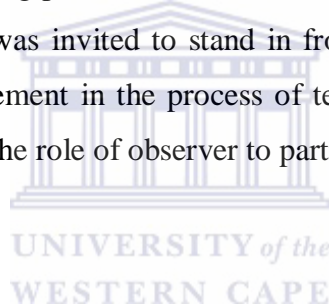 was invited to stand in fro
ement in the process of te
he role of observer to part
UNIVERSITY of the
WESTERN CAPE